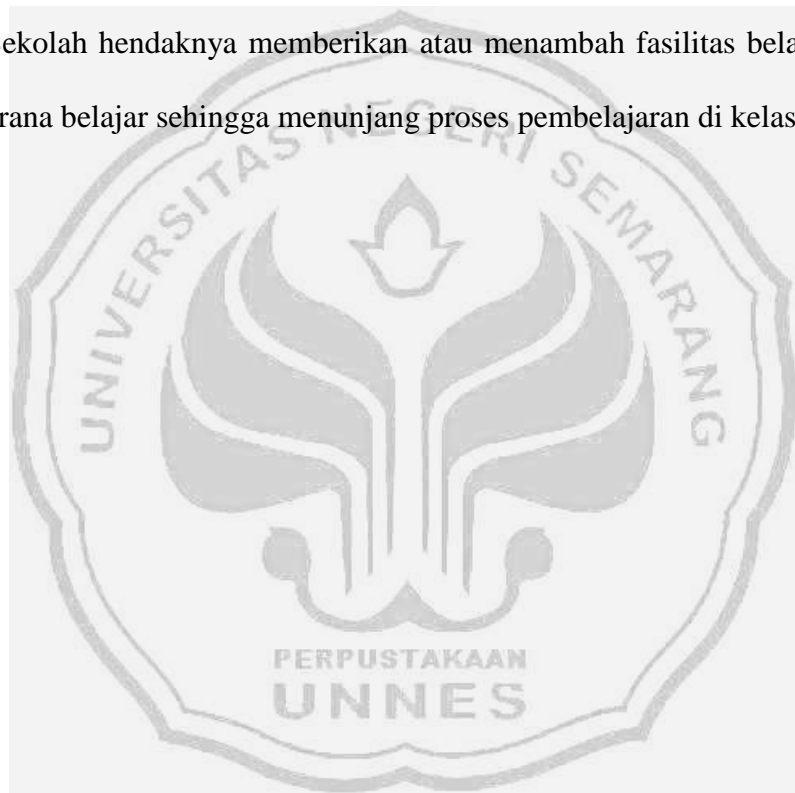 ekolah hendaknya memberikan atau menambah fasilitas bela
rana belajar sehingga menunjang proses pembelajaran di kelas
UNIVERSITAS NEGERI SEMARANG
PERPUSTAKAAN
UNNES